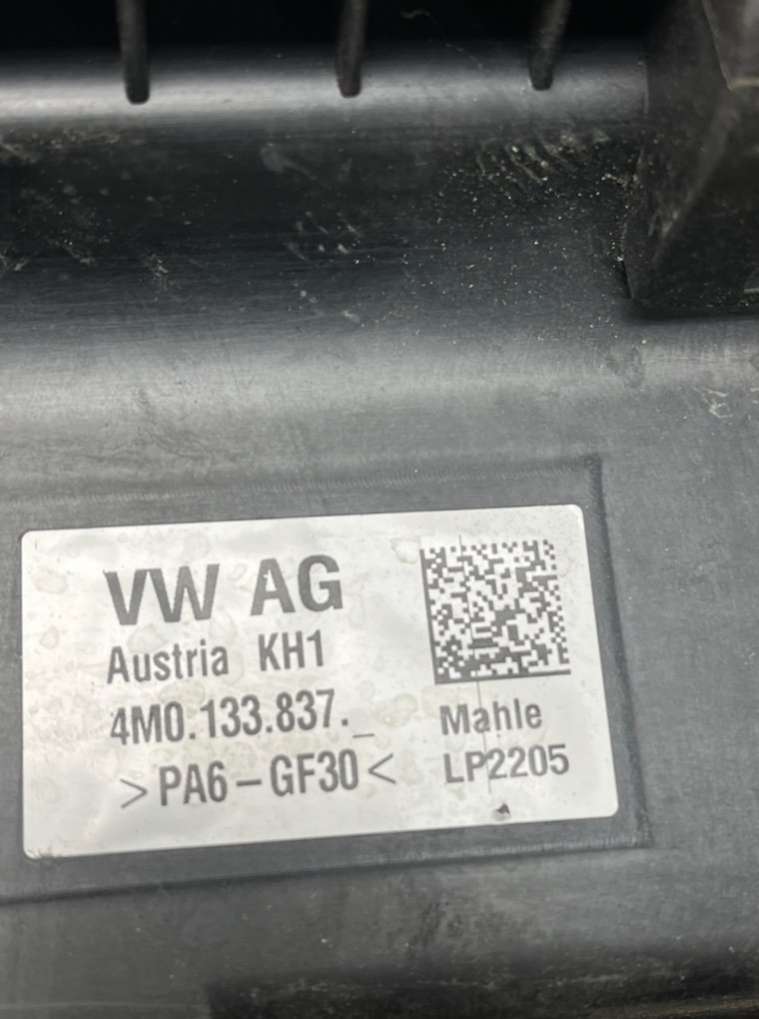 VW AG
Austria KH1
4M0.133.837._
>PA6-GF30<
Mahle
LP2205